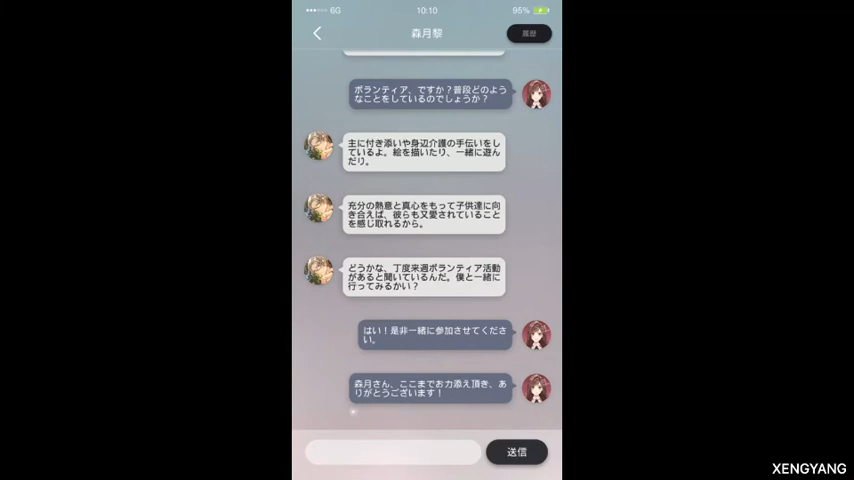 6G
10:10
95%
森月黎
履歴
ボランティア、ですか？普段どのよう
なことをしているのでしょうか？
主に付き添いや身辺介護の手伝いをし
ているよ。絵を描いたり、一緒に遊ん
だり。
充分の熱意と真心をもって子供達に向
き合えば、彼らも又愛されていること
を感じ取れるから。
どうかな、丁度来週ボランティア活動
があると聞いているんだ。僕と一緒に
行ってみるかい？
はい！是非一緒に参加させてくださ
い。
森月さん、ここまでお力添え頂き、あ
りがとうございます！
送信
XENGYANG